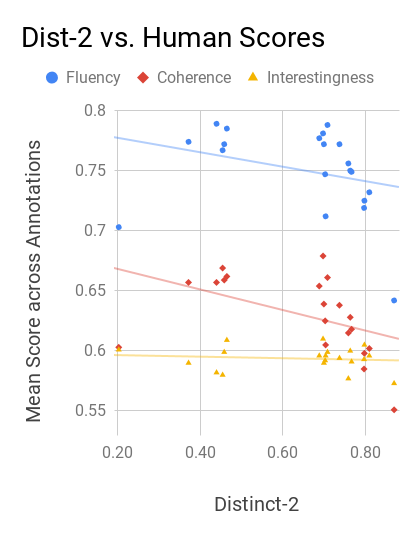 Dist-2 vs. Human Scores
Fluency Coherence Interestingness
Mean Score across Annotations
0.8
0.75
0.7
0.65
0.6
0.55
0.20 0.40 0.60 0.80
Distinct-2